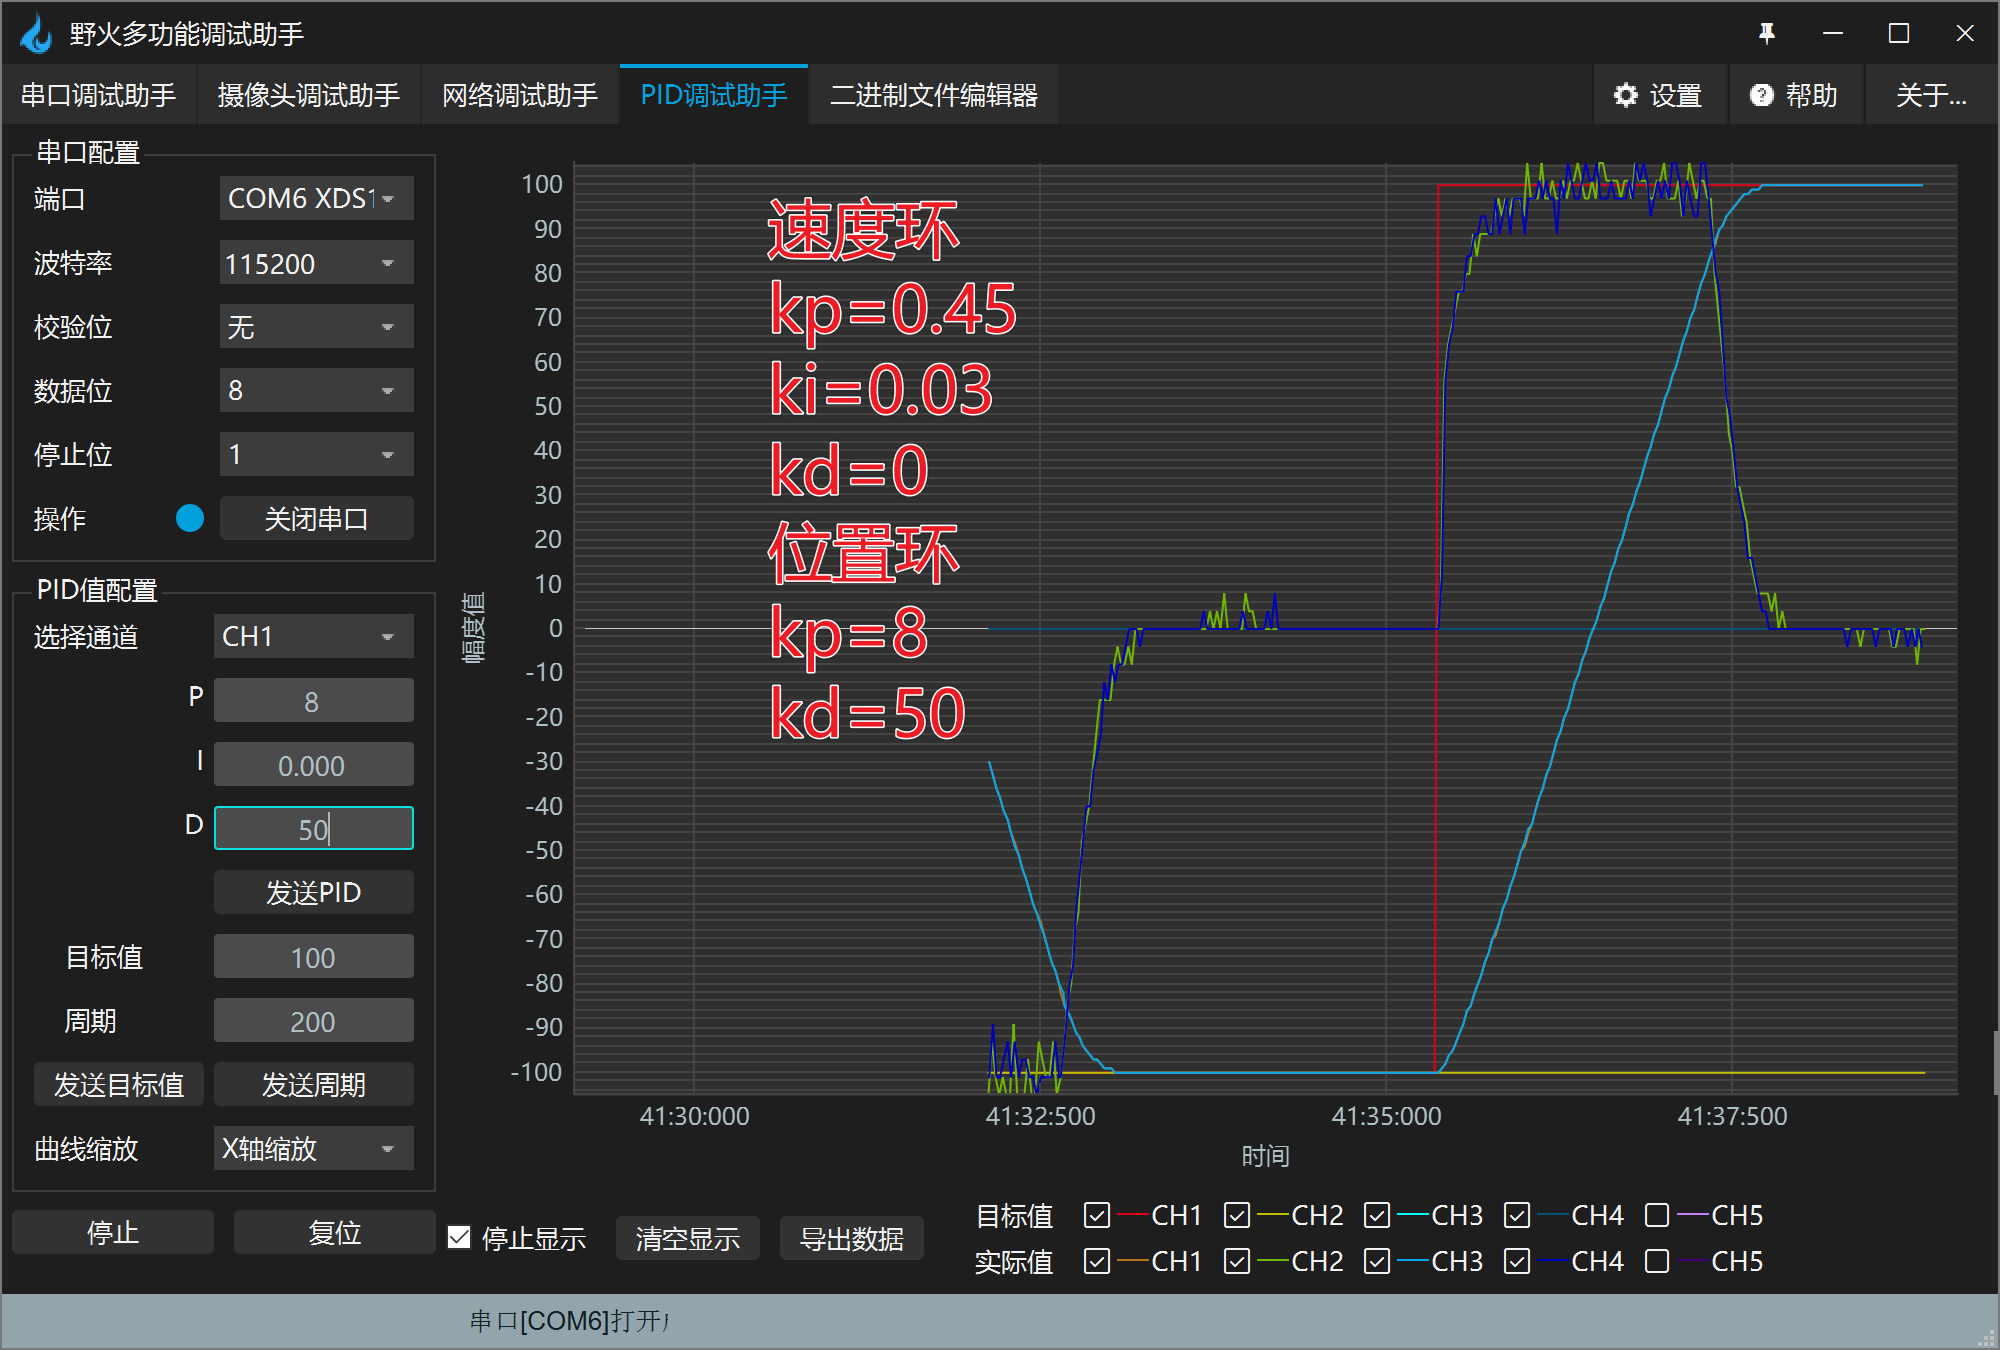 野火多功能调试助手
串口调试助手 摄像头调试助手 网络调试助手 PID调试助手 二进制文件编辑器 设置 帮助 关于...
串口配置
端口 COM6 XDS1
波特率 115200
校验位 无
数据位 8
停止位 1
操作 关闭串口
PID值配置
选择通道 CH1
P 8
I 0.000
D 50
发送PID
目标值 100
周期 200
发送目标值 发送周期
曲线缩放 X轴缩放
停止 复位
幅度值
100
90
80
70
60
50
40
30
20
10
0
-10
-20
-30
-40
-50
-60
-70
-80
-90
-100
速度环
kp=0.45
ki=0.03
kd=0
位置环
kp=8
kd=50
41:30:000 41:32:500 41:35:000 41:37:500
时间
停止显示 清空显示 导出数据
目标值 CH1 CH2 CH3 CH4 CH5
实际值 CH1 CH2 CH3 CH4 CH5
串口[COM6]打开